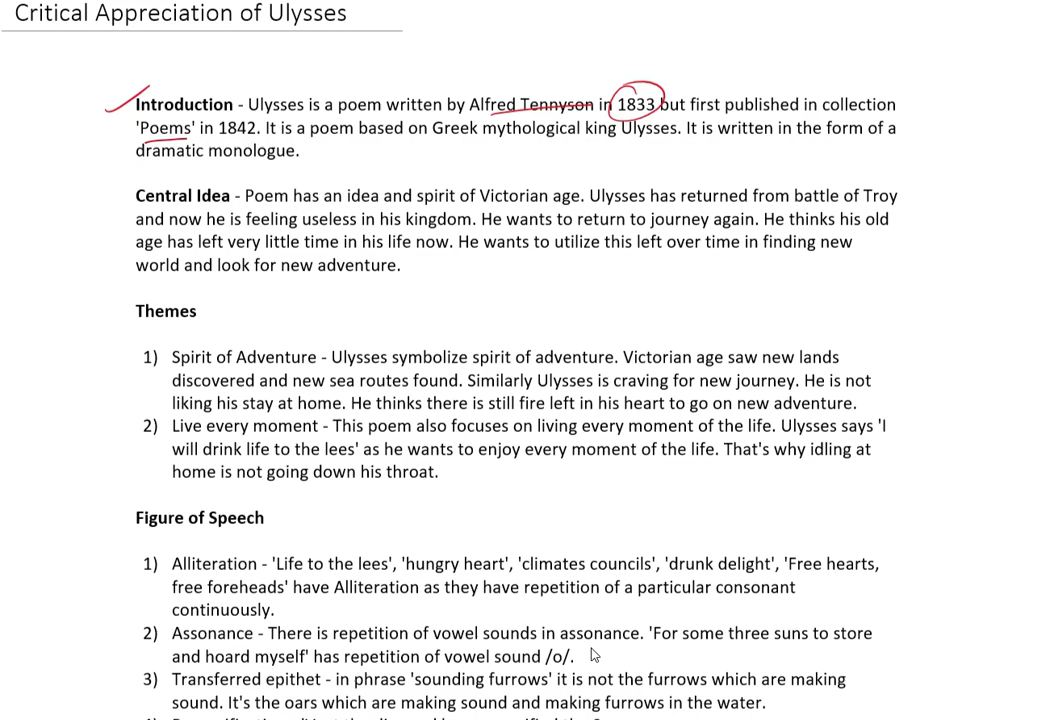 Critical Appreciation of Ulysses
Introduction - Ulysses is a poem written by Alfred Tennyson in 1833 but first published in collection
'Poems' in 1842. It is a poem based on Greek mythological king Ulysses. It is written in the form of a
dramatic monologue.
Central Idea - Poem has an idea and spirit of Victorian age. Ulysses has returned from battle of Troy
and now he is feeling useless in his kingdom. He wants to return to journey again. He thinks his old
age has left very little time in his life now. He wants to utilize this left over time in finding new
world and look for new adventure.
Themes
1) Spirit of Adventure - Ulysses symbolize spirit of adventure. Victorian age saw new lands
discovered and new sea routes found. Similarly Ulysses is craving for new journey. He is not
liking his stay at home. He thinks there is still fire left in his heart to go on new adventure.
2) Live every moment - This poem also focuses on living every moment of the life. Ulysses says 'I
will drink life to the lees' as he wants to enjoy every moment of the life. That's why idling at
home is not going down his throat.
Figure of Speech
1) Alliteration - 'Life to the lees', 'hungry heart', 'climates councils', 'drunk delight', 'Free hearts,
free foreheads' have Alliteration as they have repetition of a particular consonant
continuously.
2) Assonance - There is repetition of vowel sounds in assonance. 'For some three suns to store
and hoard myself' has repetition of vowel sound /o/.
3) Transferred epithet - in phrase 'sounding furrows' it is not the furrows which are making
sound. It's the oars which are making sound and making furrows in the water.